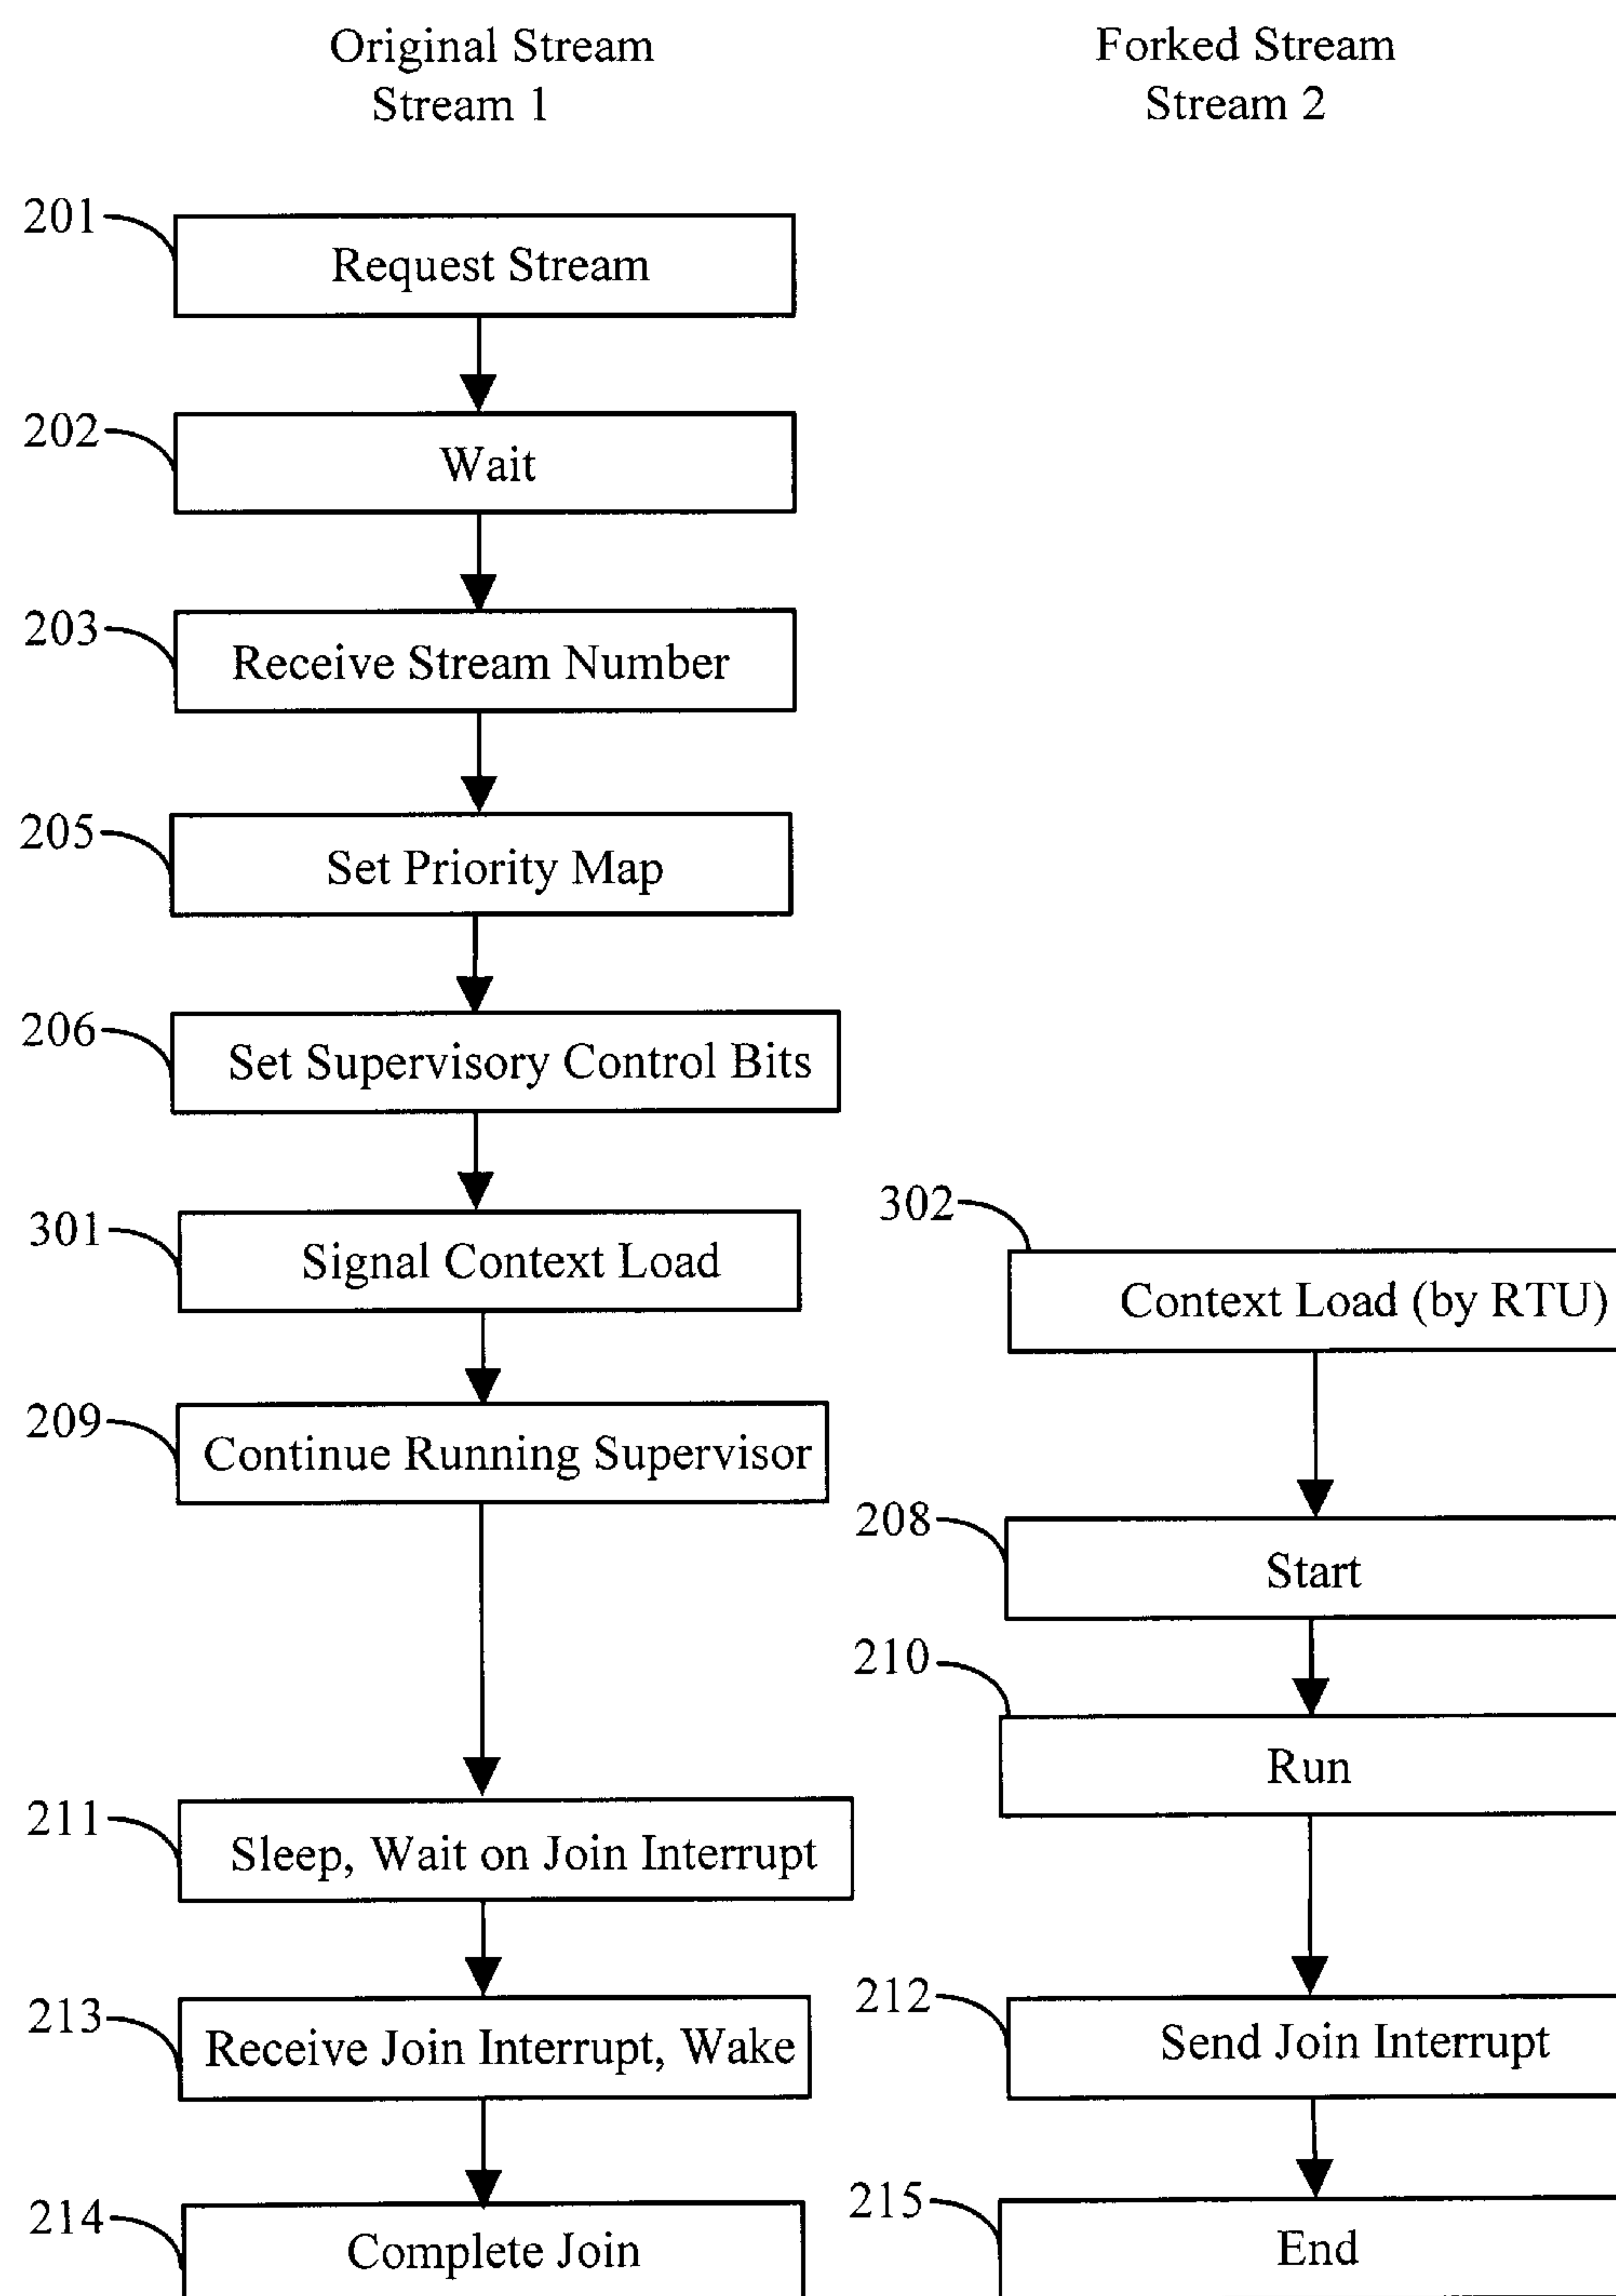 Original Stream
Stream 1
Forked Stream
Stream 2
201
Request Stream
202
Wait
203
Receive Stream Number
205
Set Priority Map
206
Set Supervisory Control Bits
301
Signal Context Load
302
Context Load (by RTU)
209
Continue Running Supervisor
208
Start
210
Run
211
Sleep, Wait on Join Interrupt
213
Receive Join Interrupt, Wake
212
Send Join Interrupt
214
Complete Join
215
End